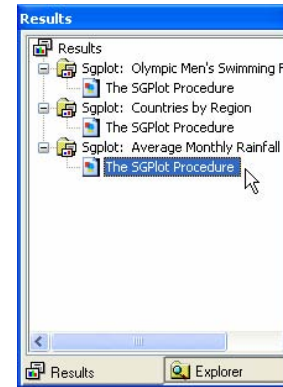 Results
Results
Sgplot: Olympic Men's Swimming F
The SGPlot Procedure
Sgplot: Countries by Region
The SGPlot Procedure
Sgplot: Average Monthly Rainfall
The SGPlot Procedure
Results Explorer